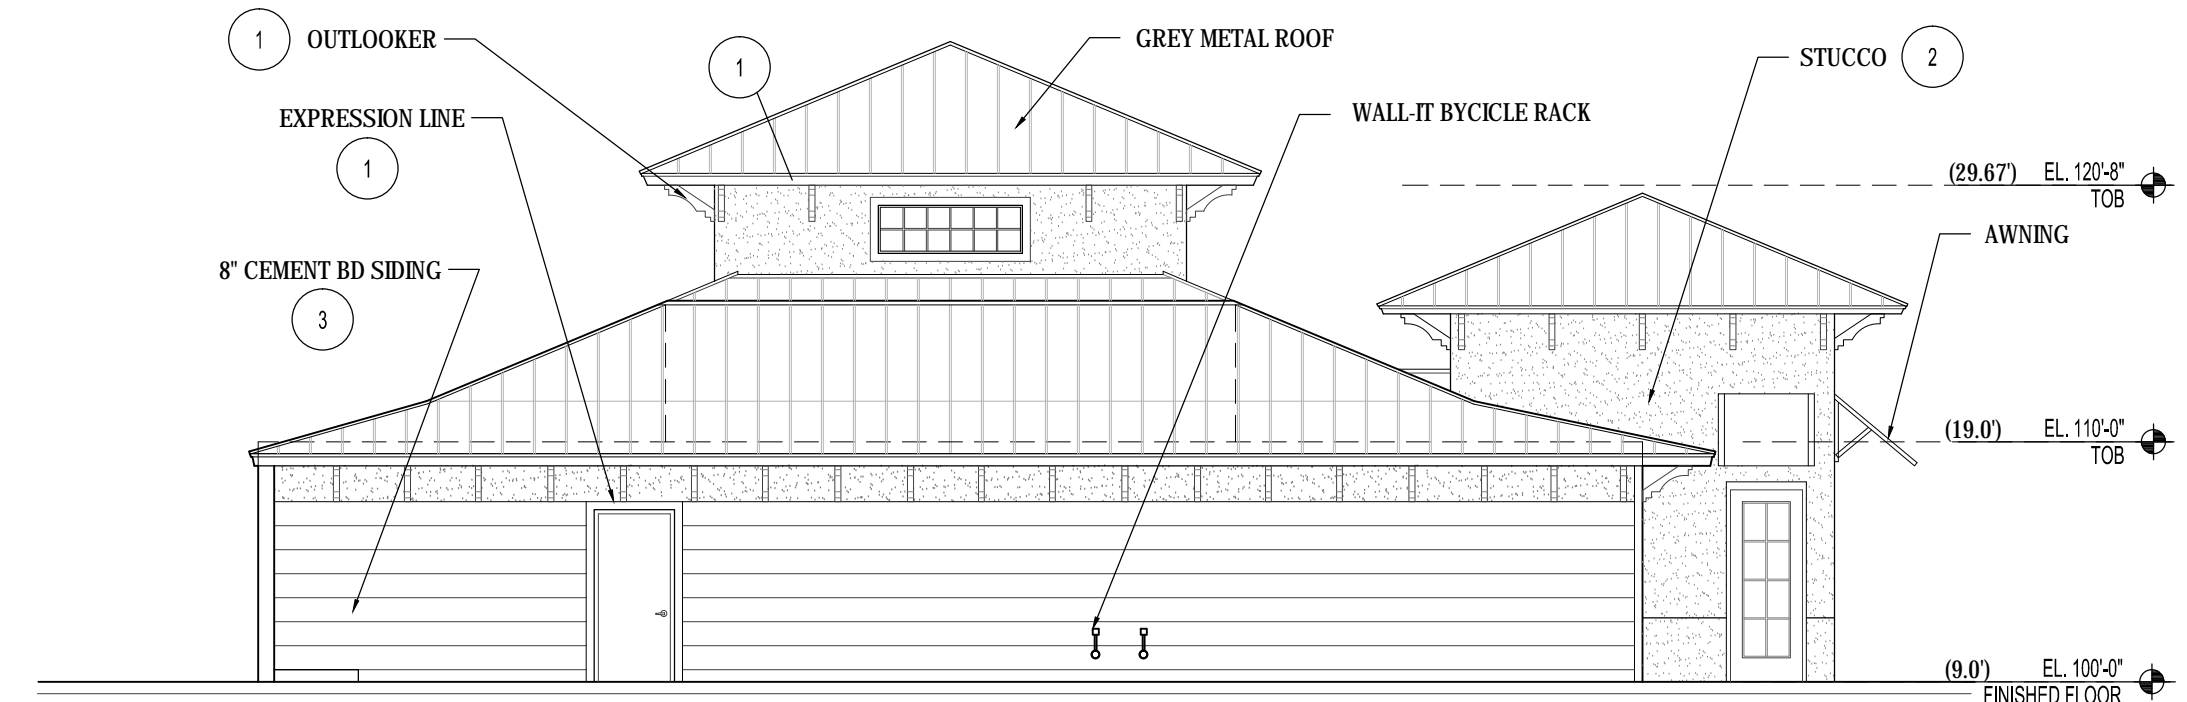 1 OUTLOOKER
1
GREY METAL ROOF
STUCCO 2
EXPRESSION LINE
1
WALL-IT BYCICLE RACK
(29.67') EL. 120'-8"
TOB
AWNING
8" CEMENT BD SIDING
3
(19.0') EL. 110'-0"
TOB
(9.0') EL. 100'-0"
FINISHED FLOOR